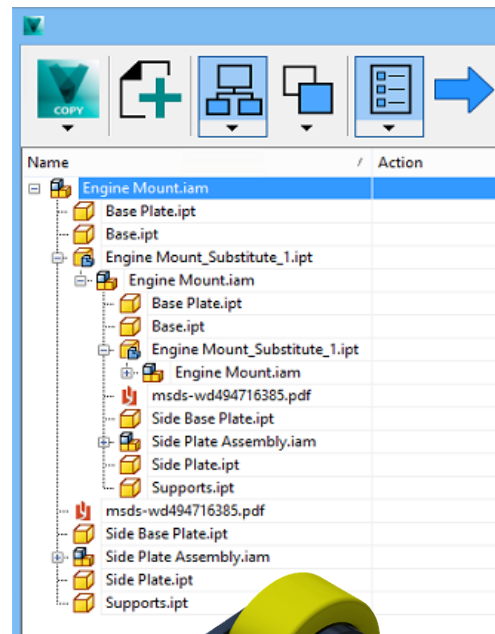 COPY
Name / Action
Engine Mount.iam
Base Plate.ipt
Base.ipt
Engine Mount_Substitute_1.ipt
Engine Mount.iam
Base Plate.ipt
Base.ipt
Engine Mount_Substitute_1.ipt
Engine Mount.iam
msds-wd494716385.pdf
Side Base Plate.ipt
Side Plate Assembly.iam
Side Plate.ipt
Supports.ipt
msds-wd494716385.pdf
Side Base Plate.ipt
Side Plate Assembly.iam
Side Plate.ipt
Supports.ipt